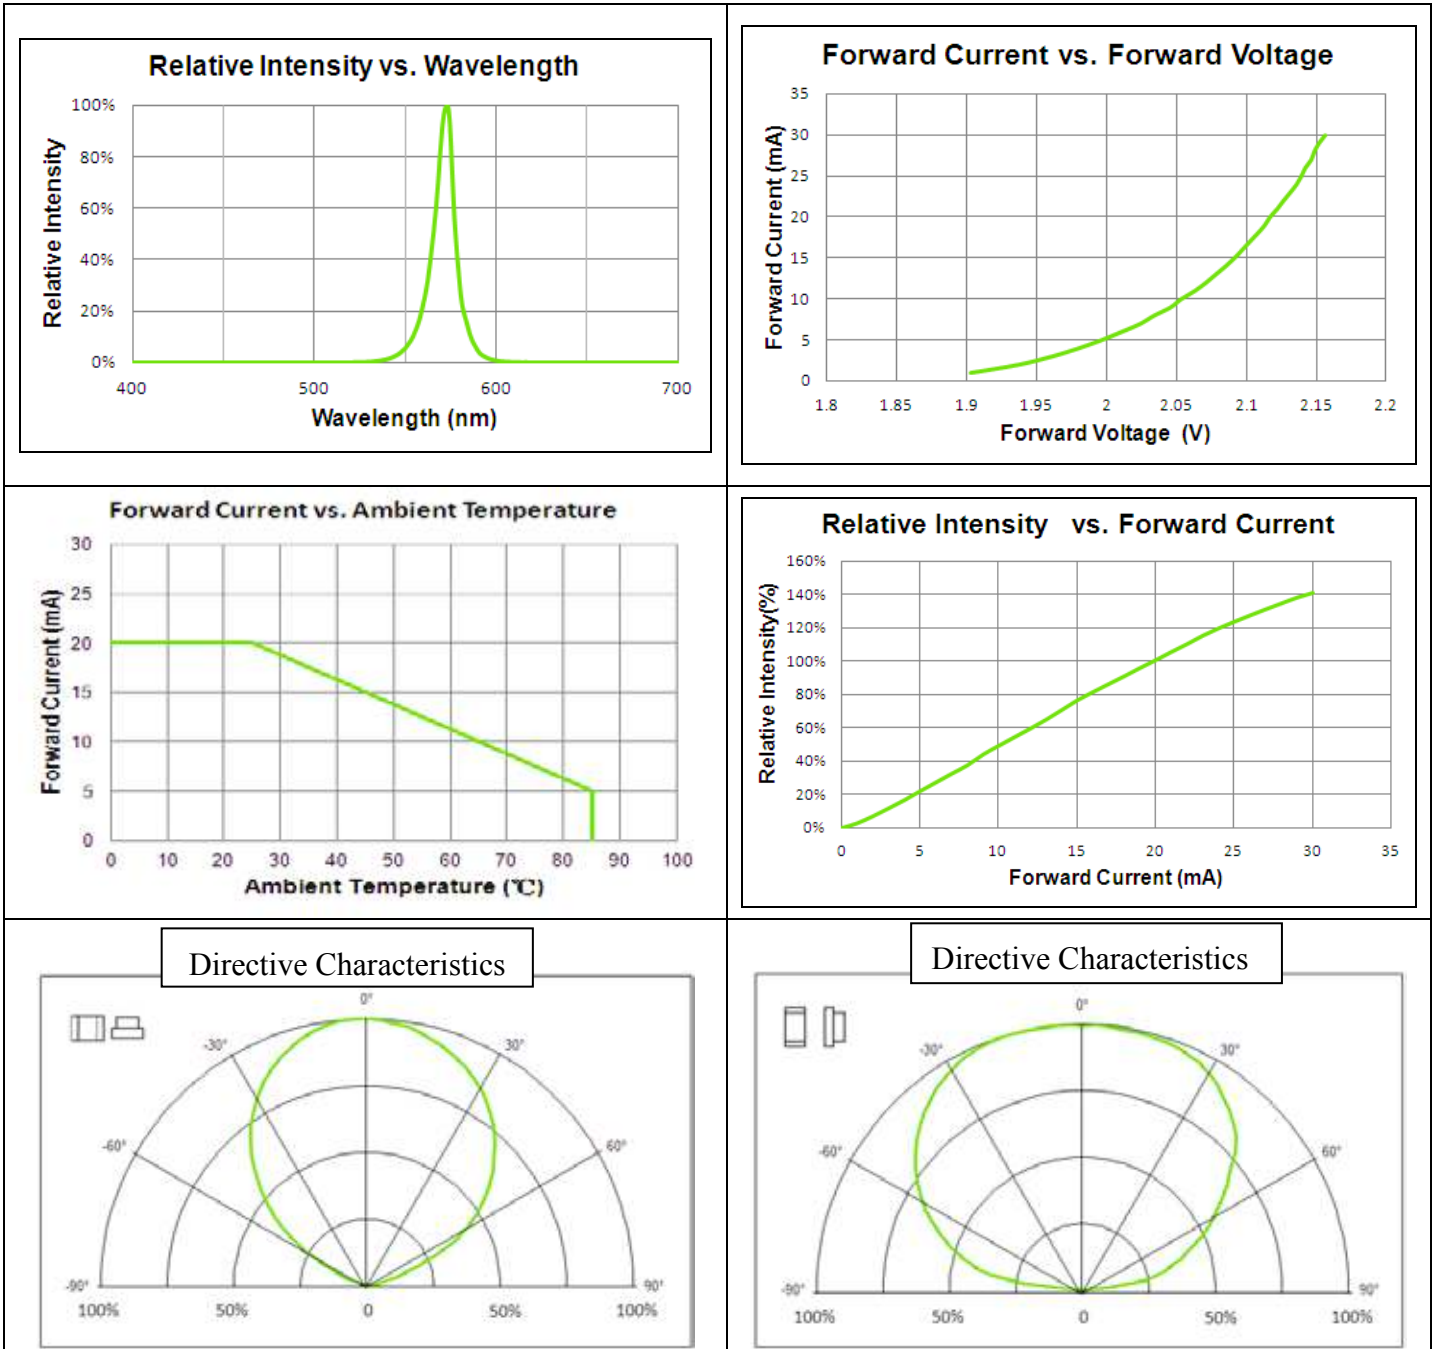 Relative Intensity vs. Wavelength
100%
80%
60%
40%
20%
0%
400 500 600 700
Relative Intensity
Wavelength (nm)
Forward Current vs. Forward Voltage
35
30
25
20
15
10
5
0
1.8 1.85 1.9 1.95 2 2.05 2.1 2.15 2.2
Forward Current (mA)
Forward Voltage (V)
Forward Current vs. Ambient Temperature
30
25
20
15
10
5
0
0 10 20 30 40 50 60 70 80 90 100
Forward Current (mA)
Ambient Temperature (℃)
Relative Intensity vs. Forward Current
160%
140%
120%
100%
80%
60%
40%
20%
0%
0 5 10 15 20 25 30 35
Relative Intensity(%)
Forward Current (mA)
Directive Characteristics
0°
-30° 30°
-60° 60°
-90° 90°
100% 50% 0 50% 100%
Directive Characteristics
0°
-30° 30°
-60° 60°
-90° 90°
100% 50% 0 50% 100%